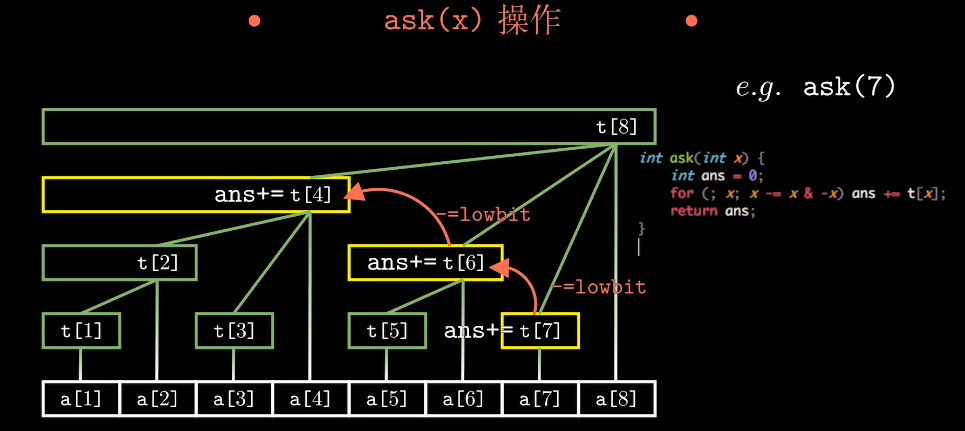 ask(x) 操作
e.g. ask(7)
t[8]
int ask(int x) {
int ans = 0;
for (; x; x -= x & -x) ans += t[x];
return ans;
}
ans+= t[4]
-=lowbit
t[2]
ans+= t[6]
-=lowbit
t[1]
t[3]
t[5]
ans+= t[7]
a[1] a[2] a[3] a[4] a[5] a[6] a[7] a[8]